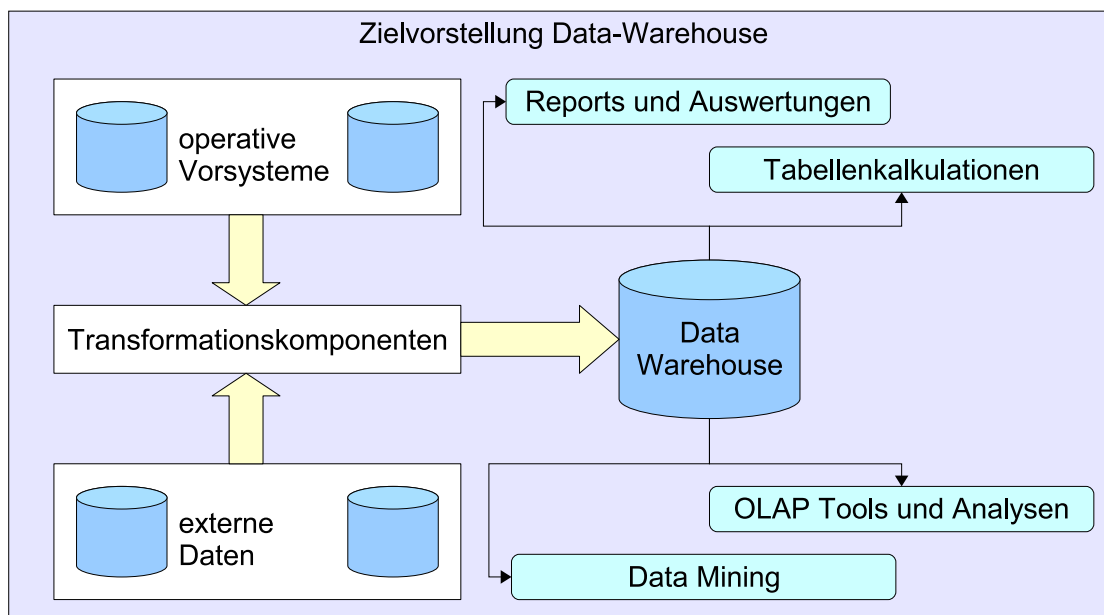 Zielvorstellung Data-Warehouse
operative
Vorsysteme
Reports und Auswertungen
Tabellenkalkulationen
Transformationskomponenten
Data
Warehouse
externe
Daten
OLAP Tools und Analysen
Data Mining